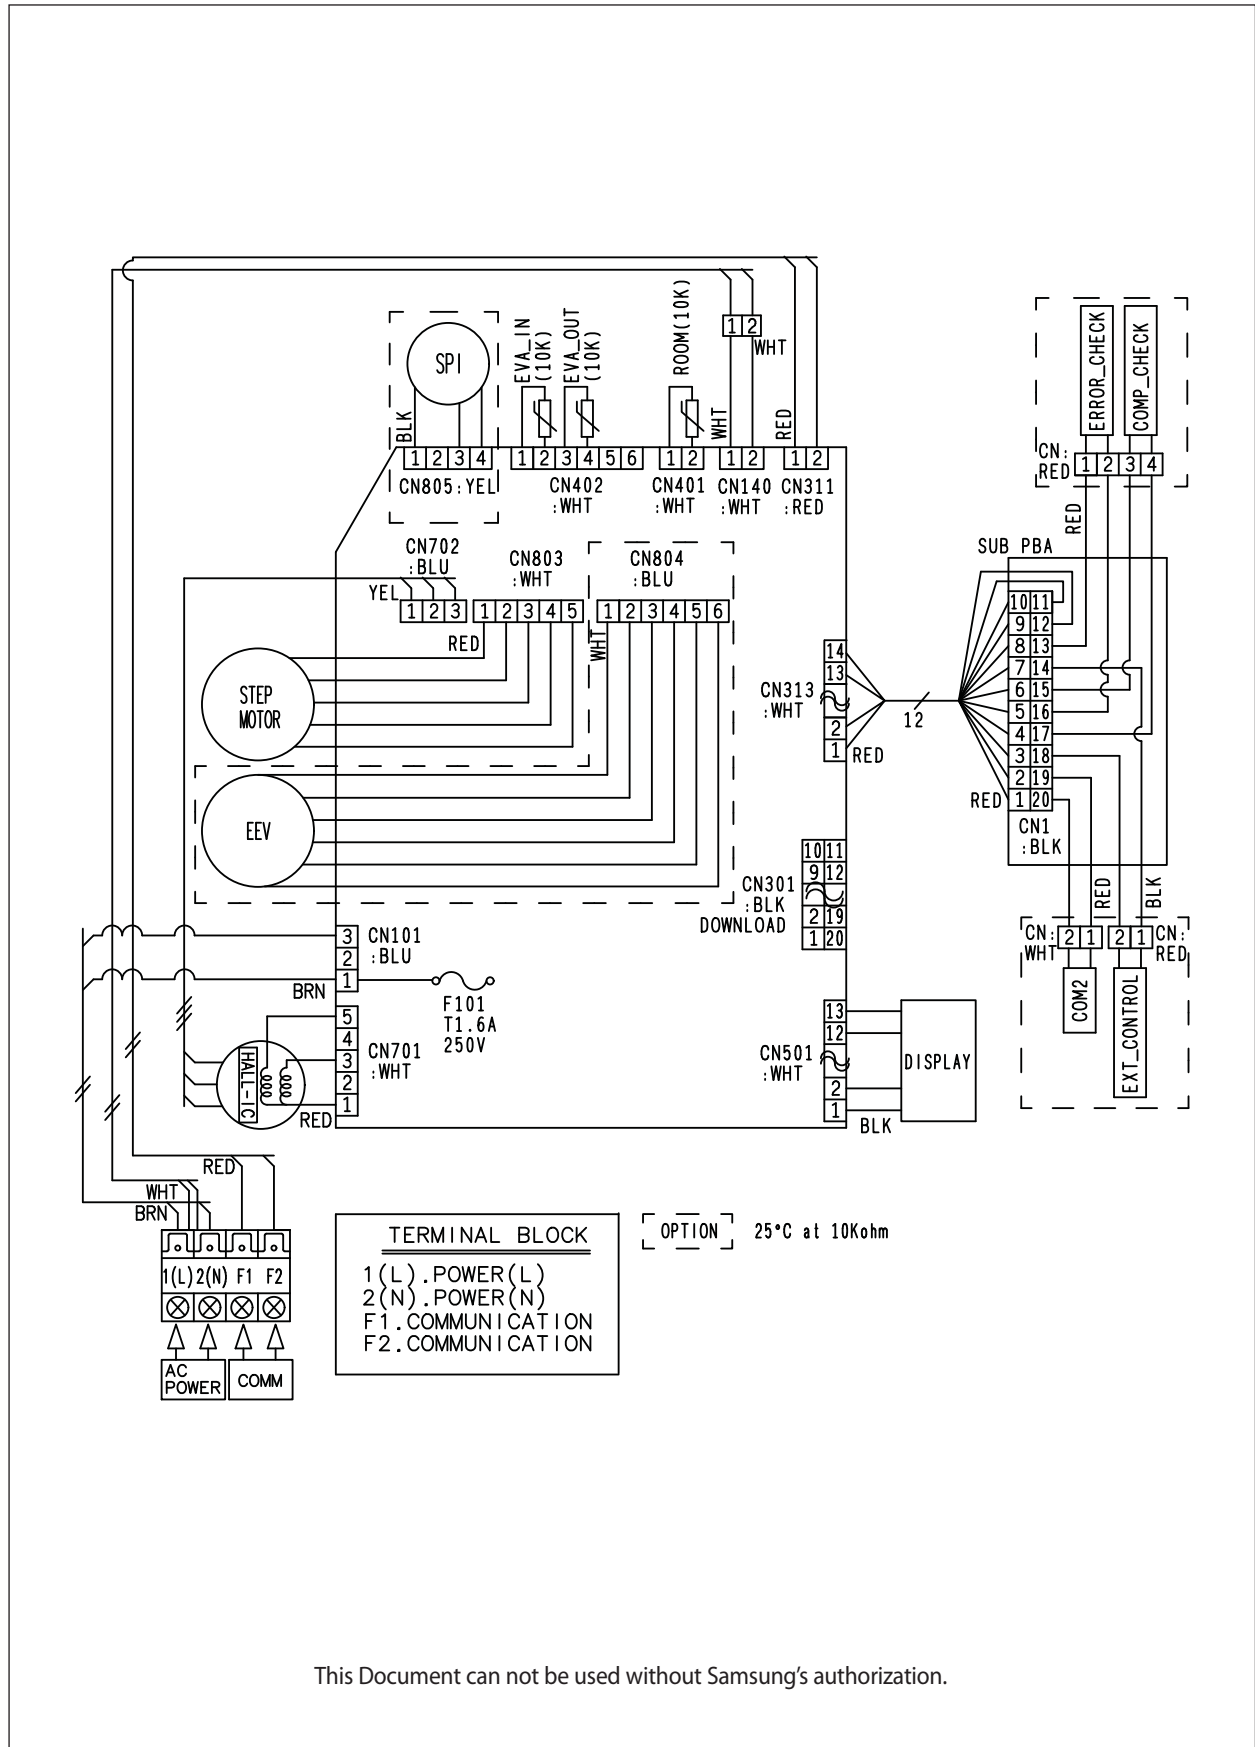 SPI
EVA_IN
(10K)
EVA_OUT
(10K)
ROOM(10K)
1 2
WHT
BLK
WHT
RED
1 2 3 4
1 2 3 4 5 6
1 2
1 2
1 2
CN805:YEL
CN402
:WHT
CN401
:WHT
CN140
:WHT
CN311
:RED
ERROR_CHECK
COMP_CHECK
CN:
RED
1 2 3 4
RED
SUB PBA
CN702
:BLU
CN803
:WHT
CN804
:BLU
YEL
1 2 3
1 2 3 4 5
1 2 3 4 5 6
RED
WHT
STEP
MOTOR
EEV
14
13
2
1
CN313
:WHT
RED
12
10 11
9 12
8 13
7 14
6 15
5 16
4 17
3 18
2 19
1 20
RED
CN1
:BLK
10 11
9 12
2 19
1 20
CN301
:BLK
DOWNLOAD
RED
BLK
CN:
WHT
2 1
2 1
CN:
RED
COM2
EXT_CONTROL
3
2
1
CN101
:BLU
BRN
F101
T1.6A
250V
5
4
3
2
1
CN701
:WHT
HALL-IC
RED
13
12
2
1
CN501
:WHT
DISPLAY
BLK
RED
WHT
BRN
1(L) 2(N) F1 F2
AC
POWER
COMM
TERMINAL BLOCK
1(L).POWER(L)
2(N).POWER(N)
F1.COMMUNICATION
F2.COMMUNICATION
OPTION
25°C at 10Kohm
This Document can not be used without Samsung's authorization.